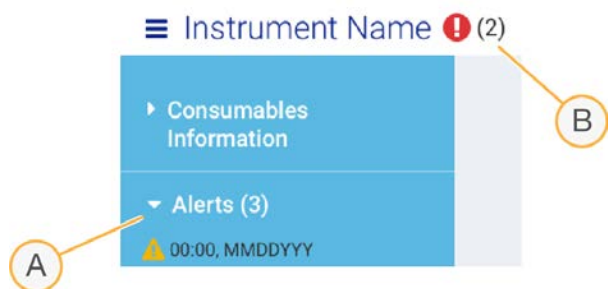 Instrument Name (2)
Consumables
Information
B
Alerts (3)
A
00:00, MMDDYYY